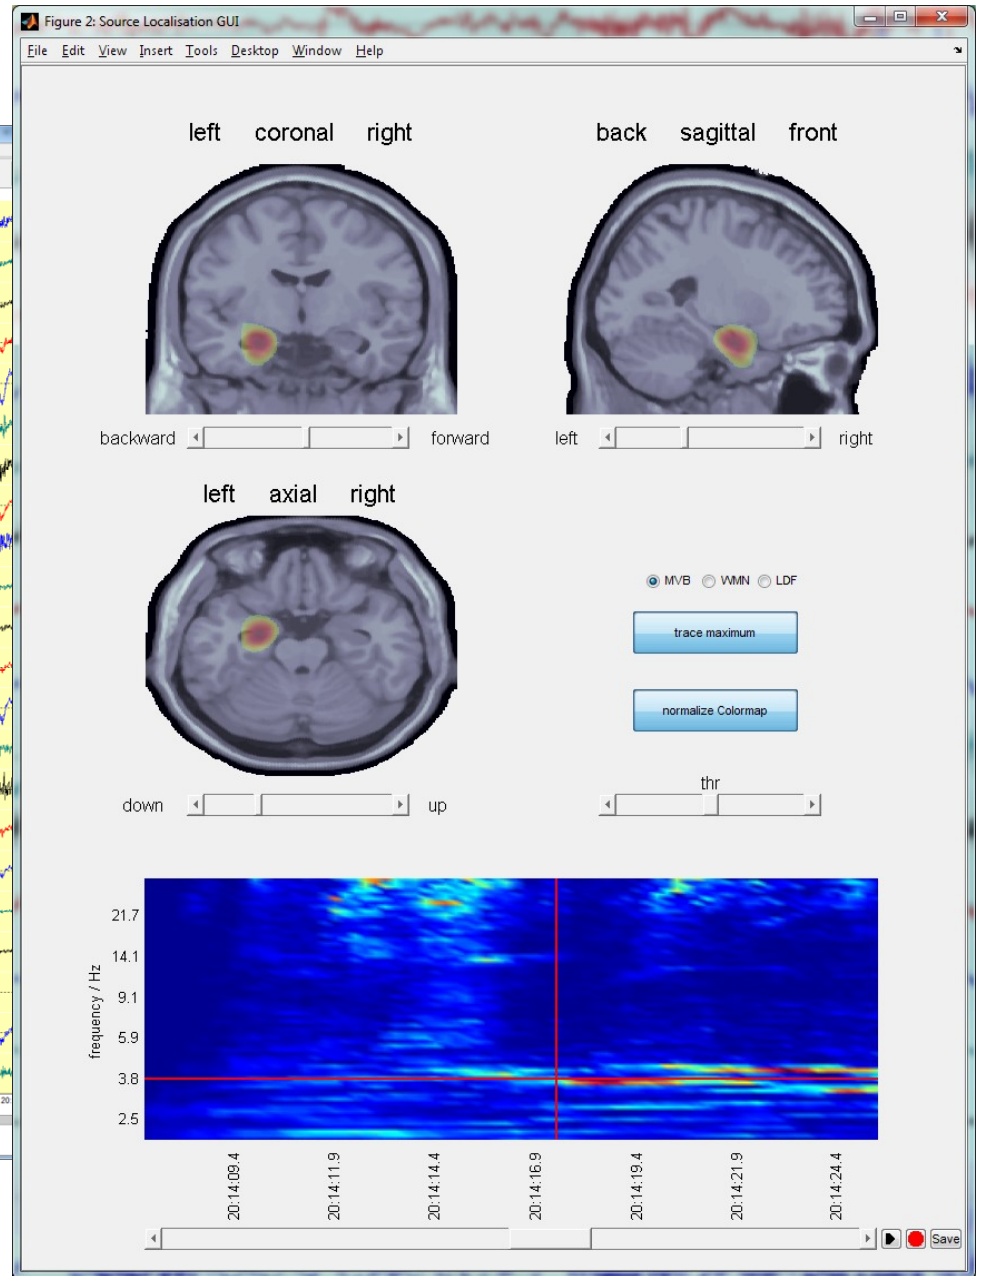 Figure 2: Source Localisation GUI
File Edit View Insert Tools Desktop Window Help
left coronal right
back sagittal front
backward forward
left right
left axial right
MVB WMN LDF
trace maximum
normalize Colormap
thr
down up
frequency / Hz
21.7
14.1
9.1
5.9
3.8
2.5
20:14:09.4
20:14:11.9
20:14:14.4
20:14:16.9
20:14:19.4
20:14:21.9
20:14:24.4
Save
20: